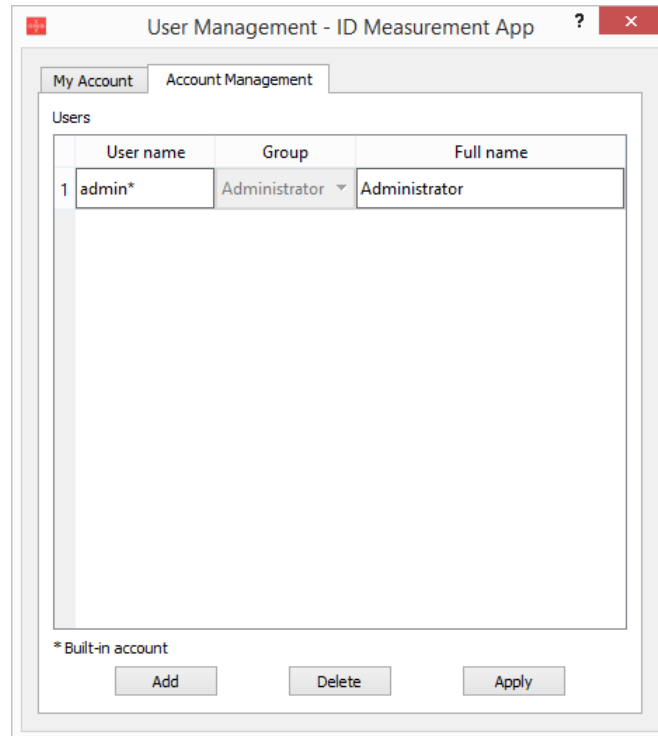 User Management - ID Measurement App ?
My Account Account Management
Users
User name Group Full name
1 admin* Administrator Administrator
* Built-in account
Add Delete Apply